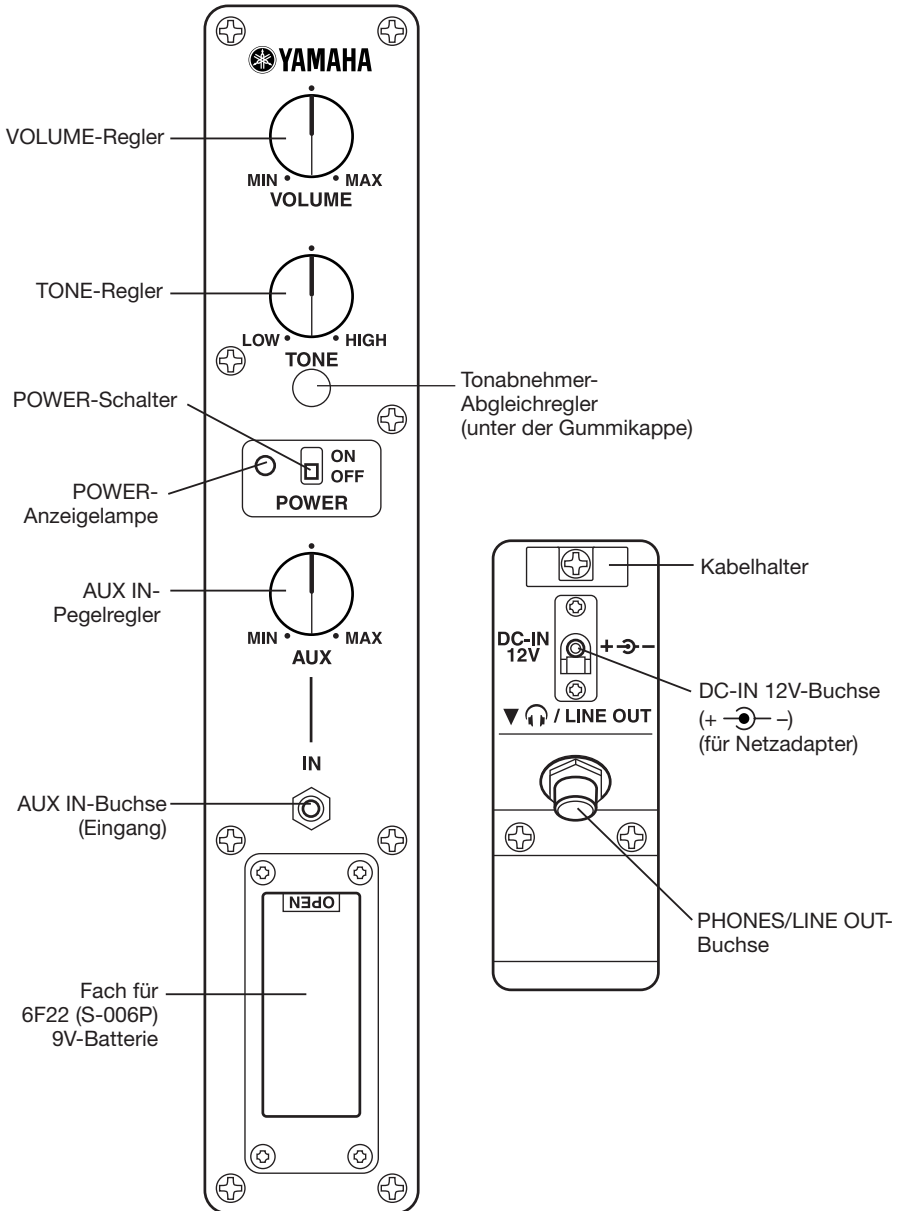 YAMAHA
VOLUME-Regler
MIN MAX
VOLUME
TONE-Regler
LOW HIGH
TONE
Tonabnehmer-
Abgleichregler
(unter der Gummikappe)
POWER-Schalter
ON
OFF
POWER
POWER-
Anzeigelampe
AUX IN-
Pegelregler
MIN MAX
AUX
IN
AUX IN-Buchse
(Eingang)
OPEN
Fach für
6F22 (S-006P)
9V-Batterie
Kabelhalter
DC-IN
12V
+ −
DC-IN 12V-Buchse
(+ −)
(für Netzadapter)
▼ / LINE OUT
PHONES/LINE OUT-
Buchse